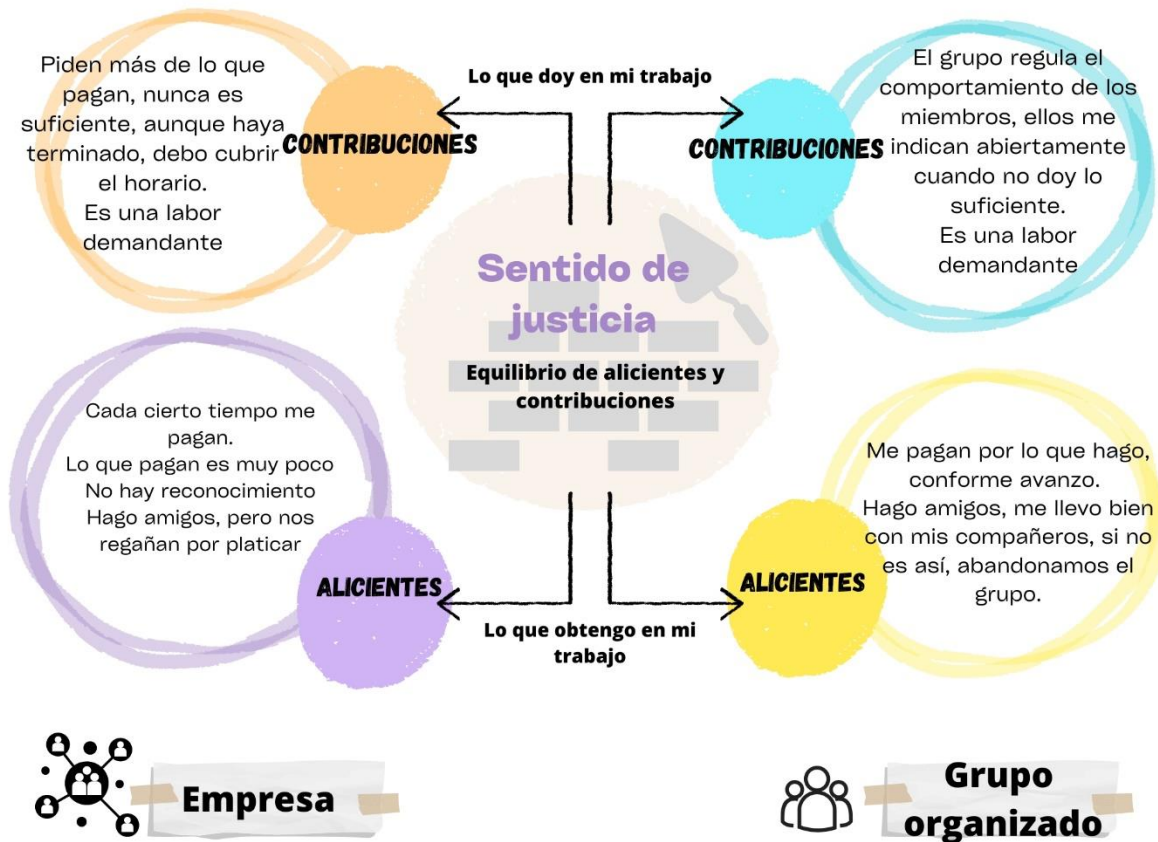 Piden más de lo que
pagan, nunca es
suficiente, aunque haya
terminado, debo cubrir
el horario.
Es una labor
demandante
CONTRIBUCIONES
Lo que doy en mi trabajo
CONTRIBUCIONES
El grupo regula el
comportamiento de los
miembros, ellos me
indican abiertamente
cuando no doy lo
suficiente.
Es una labor
demandante
Sentido de
justicia
Equilibrio de alicientes y
contribuciones
Cada cierto tiempo me
pagan.
Lo que pagan es muy poco
No hay reconocimiento
Hago amigos, pero nos
regañan por platicar
ALICIENTES
Lo que obtengo en mi
trabajo
ALICIENTES
Me pagan por lo que hago,
conforme avanzo.
Hago amigos, me llevo bien
con mis compañeros, si no
es así, abandonamos el
grupo.
Empresa
Grupo
organizado